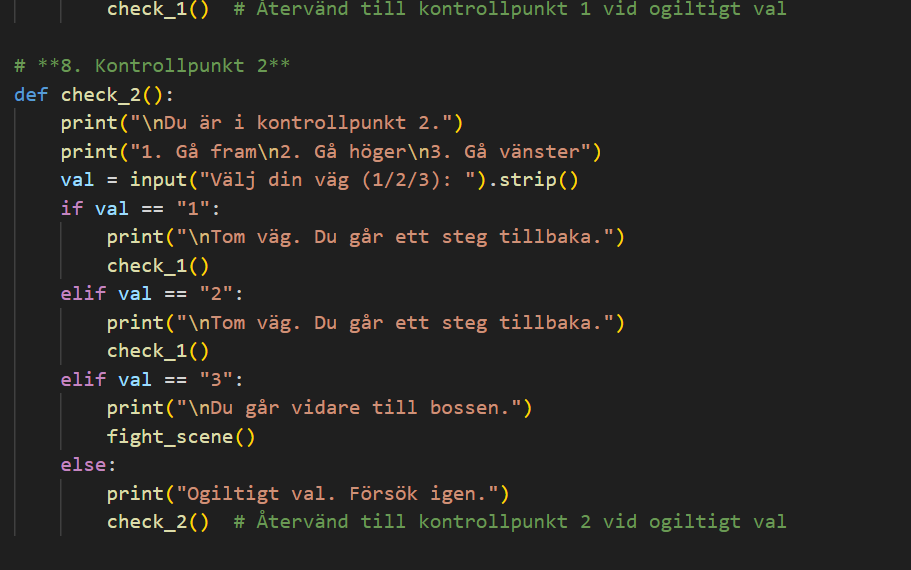 check_1()  # Återvänd till kontrollpunkt 1 vid ogiltigt val
# **8. Kontrollpunkt 2**
def check_2():
    print("\nDu är i kontrollpunkt 2.")
    print("1. Gå fram\n2. Gå höger\n3. Gå vänster")
    val = input("Välj din väg (1/2/3): ").strip()
    if val == "1":
        print("\nTom väg. Du går ett steg tillbaka.")
        check_1()
    elif val == "2":
        print("\nTom väg. Du går ett steg tillbaka.")
        check_1()
    elif val == "3":
        print("\nDu går vidare till bossen.")
        fight_scene()
    else:
        print("Ogiltigt val. Försök igen.")
        check_2()  # Återvänd till kontrollpunkt 2 vid ogiltigt val